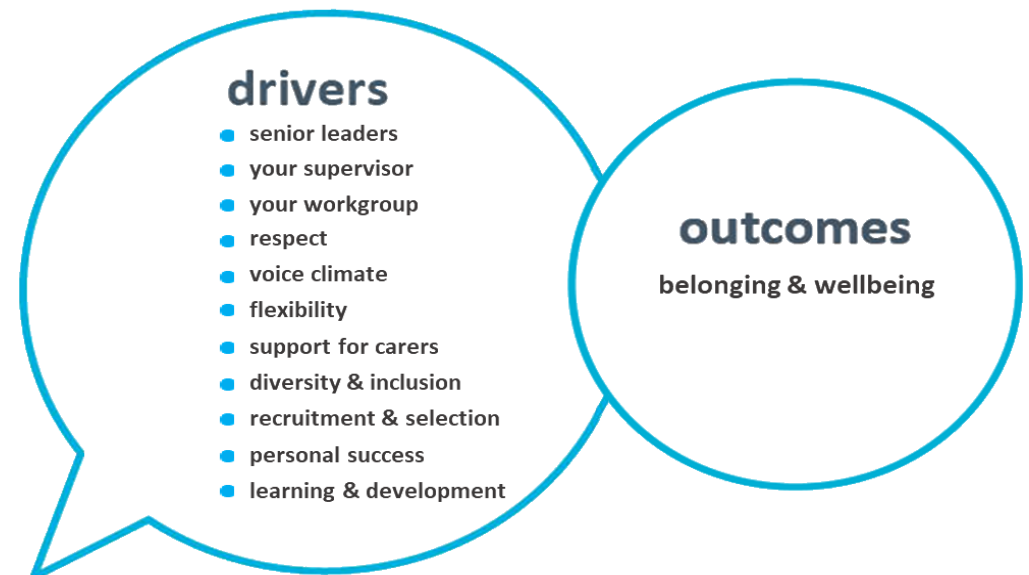 drivers
senior leaders
your supervisor
your workgroup
respect
voice climate
flexibility
support for carers
diversity & inclusion
recruitment & selection
personal success
learning & development
outcomes
belonging & wellbeing